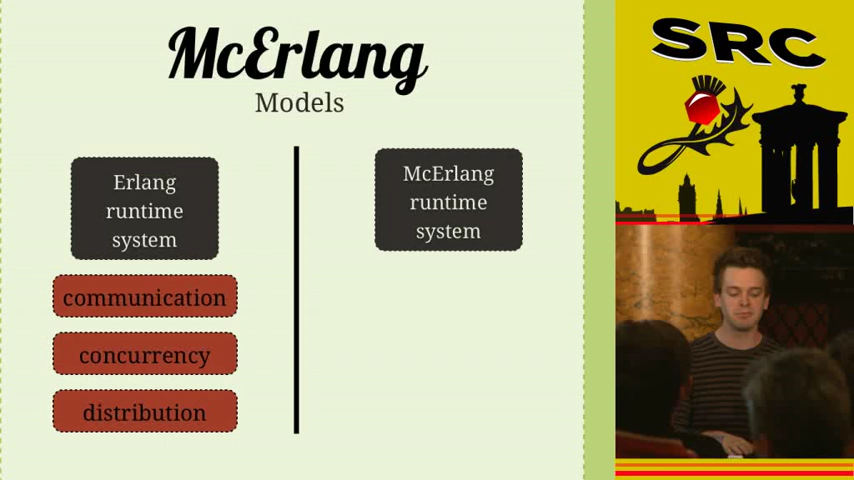 McErlang
Models
Erlang
runtime
system
communication
concurrency
distribution
McErlang
runtime
system
SRC